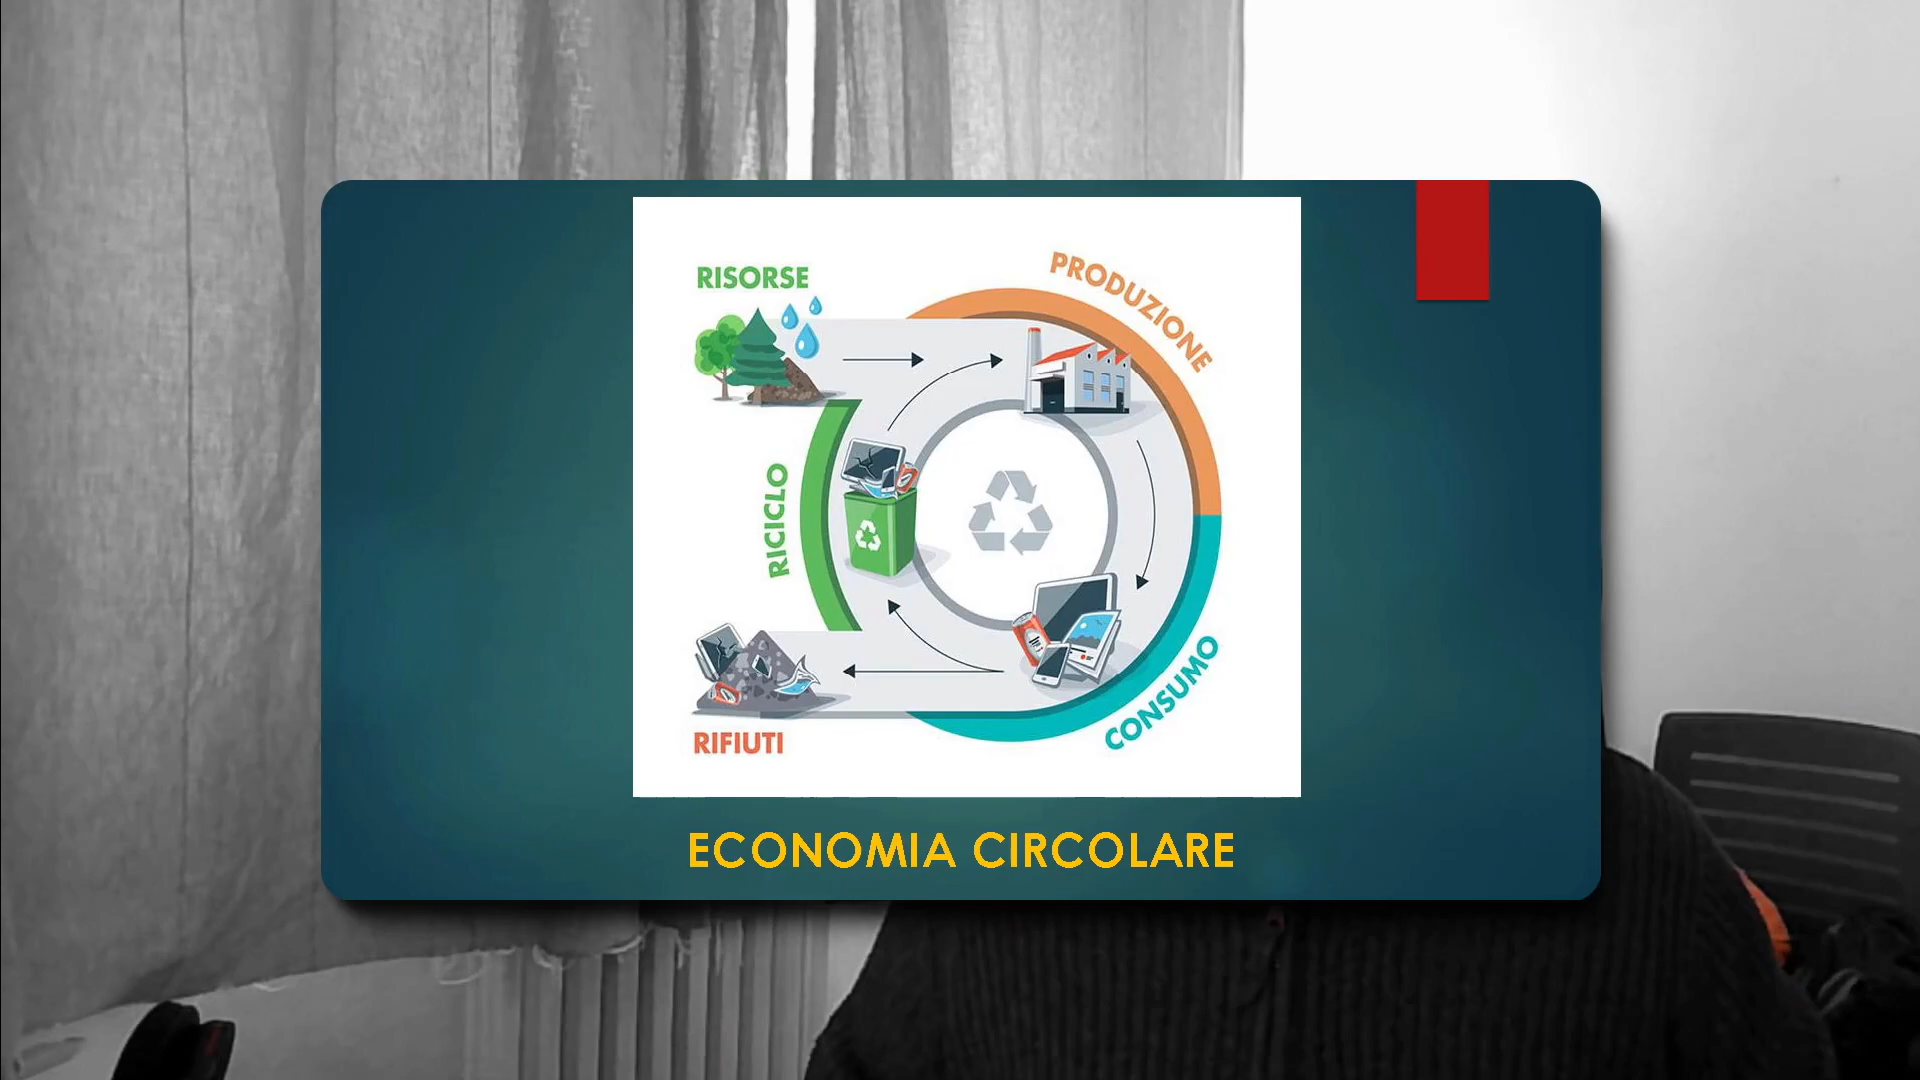 RISORSE
PRODUZIONE
RICICLO
CONSUMO
RIFIUTI
ECONOMIA CIRCOLARE